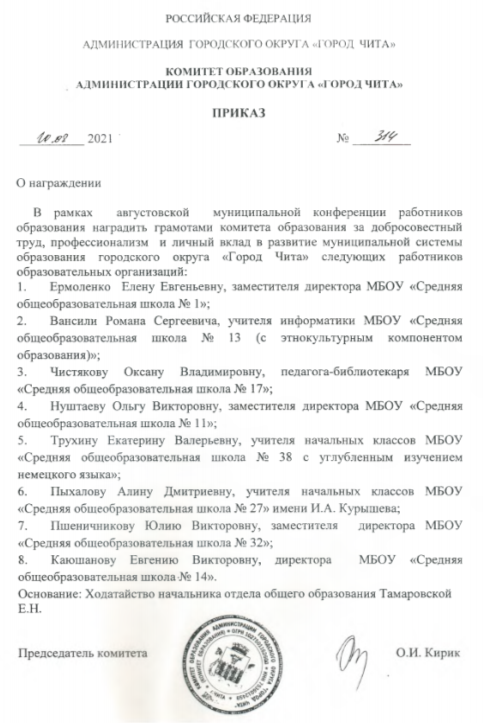 РОССИЙСКАЯ ФЕДЕРАЦИЯ
АДМИНИСТРАЦИЯ ГОРОДСКОГО ОКРУГА «ГОРОД ЧИТА»
КОМИТЕТ ОБРАЗОВАНИЯ
АДМИНИСТРАЦИИ ГОРОДСКОГО ОКРУГА «ГОРОД ЧИТА»
ПРИКАЗ
20.08 2021 № 314
О награждении
В рамках августовской муниципальной конференции работников
образования наградить грамотами комитета образования за добросовестный
труд, профессионализм и личный вклад в развитие муниципальной системы
образования городского округа «Город Чита» следующих работников
образовательных организаций:
1. Ермоленко Елену Евгеньевну, заместителя директора МБОУ «Средняя
общеобразовательная школа № 1»;
2. Вансили Романа Сергеевича, учителя информатики МБОУ «Средняя
общеобразовательная школа № 13 (с этнокультурным компонентом
образования)»;
3. Чистякову Оксану Владимировну, педагога-библиотекаря МБОУ
«Средняя общеобразовательная школа № 17»;
4. Нуштаеву Ольгу Викторовну, заместителя директора МБОУ «Средняя
общеобразовательная школа № 11»;
5. Трухину Екатерину Валерьевну, учителя начальных классов МБОУ
«Средняя общеобразовательная школа № 38 с углубленным изучением
немецкого языка»;
6. Пыхалову Алину Дмитриевну, учителя начальных классов МБОУ
«Средняя общеобразовательная школа № 27» имени И.А. Курышева;
7. Пшеничникову Юлию Викторовну, заместителя директора МБОУ
«Средняя общеобразовательная школа № 32»;
8. Каюшанову Евгению Викторовну, директора МБОУ «Средняя
общеобразовательная школа № 14».
Основание: Ходатайство начальника отдела общего образования Тамаровской
Е.Н.
Председатель комитета О.И. Кирик